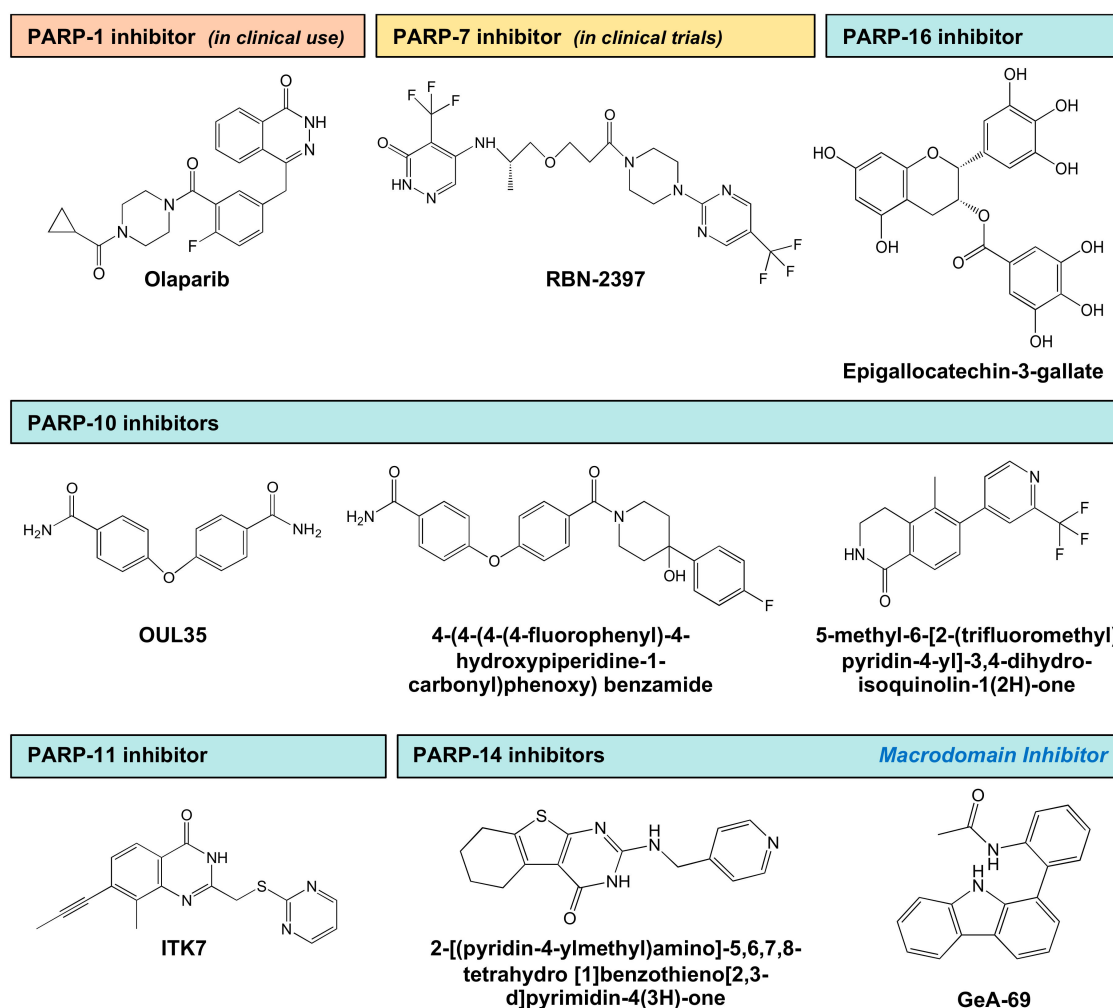 PARP-1 inhibitor (in clinical use)
PARP-7 inhibitor (in clinical trials)
PARP-16 inhibitor
O
NH
N
O
N
N
F
O
Olaparib
F
F
F
O
NH
NH
N
O
O
N
N
N
N
F
F
F
RBN-2397
OH
OH
OH
HO
O
OH
O
O
OH
OH
OH
Epigallocatechin-3-gallate
PARP-10 inhibitors
O
H2N
O
NH2
O
OUL35
O
H2N
O
O
N
OH
F
4-(4-(4-(4-fluorophenyl)-4-
hydroxypiperidine-1-
carbonyl)phenoxy) benzamide
N
F
F
F
HN
O
5-methyl-6-[2-(trifluoromethyl)
pyridin-4-yl]-3,4-dihydro-
isoquinolin-1(2H)-one
PARP-11 inhibitor
PARP-14 inhibitors
Macrodomain Inhibitor
O
NH
N
S
N
N
ITK7
S
N
H
N
NH
O
N
2-[(pyridin-4-ylmethyl)amino]-5,6,7,8-
tetrahydro [1]benzothieno[2,3-
d]pyrimidin-4(3H)-one
O
N
H
H
N
GeA-69